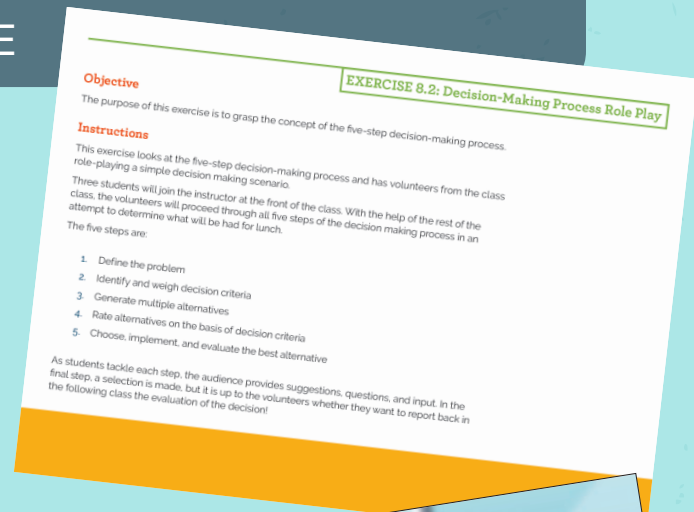 E
EXERCISE 8.2: Decision-Making Process Role Play
Objective
The purpose of this exercise is to grasp the concept of the five-step decision-making process.
Instructions
This exercise looks at the five-step decision-making process and has volunteers from the class
role-playing a simple decision making scenario.
Three students will join the instructor at the front of the class. With the help of the rest of the
class, the volunteers will proceed through all five steps of the decision making process in an
attempt to determine what will be had for lunch.
The five steps are:
1. Define the problem
2. Identify and weigh decision criteria
3. Generate multiple alternatives
4. Rate alternatives on the basis of decision criteria
5. Choose, implement, and evaluate the best alternative
As students tackle each step, the audience provides suggestions, questions, and input. In the
final step, a selection is made, but it is up to the volunteers whether they want to report back in
the following class the evaluation of the decision!